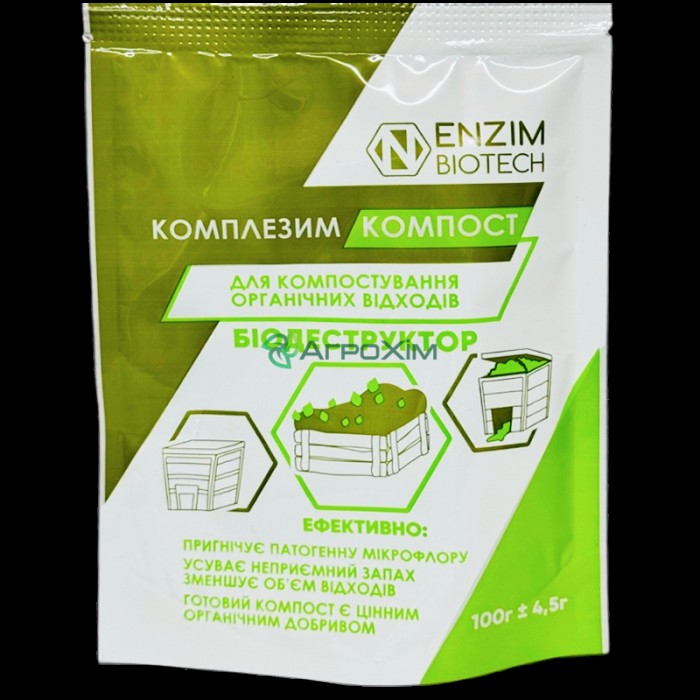 ENZIM
BIOTECH
КОМПЛЕЗИМ КОМПОСТ
ДЛЯ КОМПОСТУВАННЯ
ОРГАНІЧНИХ ВІДХОДІВ
БІОДЕСТРУКТОР
АГРОХІМ
ЕФЕКТИВНО:
ПРИГНІЧУЄ ПАТОГЕННУ МІКРОФЛОРУ
УСУВАЄ НЕПРИЄМНИЙ ЗАПАХ
ЗМЕНШУЄ ОБ'ЄМ ВІДХОДІВ
ГОТОВИЙ КОМПОСТ Є ЦІННИМ
ОРГАНІЧНИМ ДОБРИВОМ
100г ± 4,5г